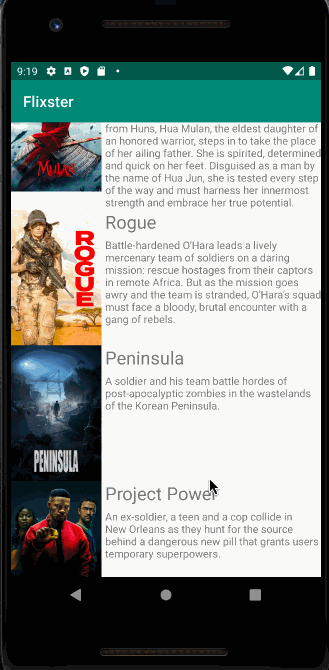 9:19
Flixster
from Huns, Hua Mulan, the eldest daughter of
an honored warrior, steps in to take the place
of her ailing father. She is spirited, determined
and quick on her feet. Disguised as a man by
the name of Hua Jun, she is tested every step
of the way and must harness her innermost
strength and embrace her true potential.
MULAN
Rogue
Battle-hardened O'Hara leads a lively
mercenary team of soldiers on a daring
mission: rescue hostages from their captors
in remote Africa. But as the mission goes
awry and the team is stranded, O'Hara's squad
must face a bloody, brutal encounter with a
gang of rebels.
ROGUE
Peninsula
A soldier and his team battle hordes of
post-apocalyptic zombies in the wastelands
of the Korean Peninsula.
PENINSULA
Project Power
An ex-soldier, a teen and a cop collide in
New Orleans as they hunt for the source
behind a dangerous new pill that grants users
temporary superpowers.